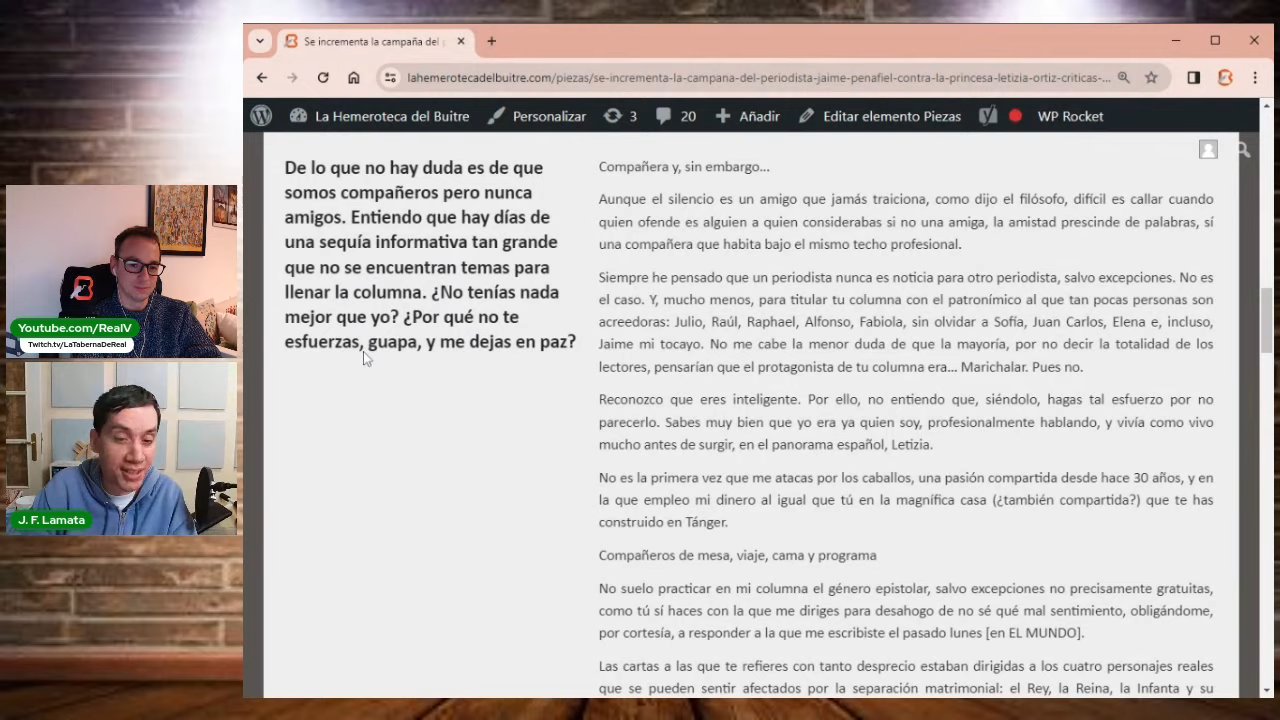 Se incrementa la campaña del
lahemerotecadelbuitre.com/piezas/se-incrementa-la-campana-del-periodista-jaime-penafiel-contra-la-princesa-letizia-ortiz-criticas-...
La Hemeroteca del Buitre Personalizar 3 20 Añadir Editar elemento Piezas WP Rocket
De lo que no hay duda es de que
somos compañeros pero nunca
amigos. Entiendo que hay días de
una sequía informativa tan grande
que no se encuentran temas para
llenar la columna. ¿No tenías nada
mejor que yo? ¿Por qué no te
esfuerzas, guapa, y me dejas en paz?
Compañera y, sin embargo...
Aunque el silencio es un amigo que jamás traiciona, como dijo el filósofo, difícil es callar cuando
quien ofende es alguien a quien considerabas si no una amiga, la amistad prescinde de palabras, sí
una compañera que habita bajo el mismo techo profesional.
Siempre he pensado que un periodista nunca es noticia para otro periodista, salvo excepciones. No es
el caso. Y, mucho menos, para titular tu columna con el patronímico al que tan pocas personas son
acreedoras: Julio, Raúl, Raphael, Alfonso, Fabiola, sin olvidar a Sofía, Juan Carlos, Elena e, incluso,
Jaime mi tocayo. No me cabe la menor duda de que la mayoría, por no decir la totalidad de los
lectores, pensarían que el protagonista de tu columna era... Marichalar. Pues no.
Reconozco que eres inteligente. Por ello, no entiendo que, siéndolo, hagas tal esfuerzo por no
parecerlo. Sabes muy bien que yo era ya quien soy, profesionalmente hablando, y vivía como vivo
mucho antes de surgir, en el panorama español, Letizia.
No es la primera vez que me atacas por los caballos, una pasión compartida desde hace 30 años, y en
la que empleo mi dinero al igual que tú en la magnífica casa (¿también compartida?) que te has
construido en Tánger.
Compañeros de mesa, viaje, cama y programa
No suelo practicar en mi columna el género epistolar, salvo excepciones no precisamente gratuitas,
como tú sí haces con la que me diriges para desahogo de no sé qué mal sentimiento, obligándome,
por cortesía, a responder a la que me escribiste el pasado lunes [en EL MUNDO].
Las cartas a las que te refieres con tanto desprecio estaban dirigidas a los cuatro personajes reales
que se pueden sentir afectados por la separación matrimonial: el Rey, la Reina, la Infanta y su
Youtube.com/RealV
Twitch.tv/LaTabernaDeReal
J. F. Lamata